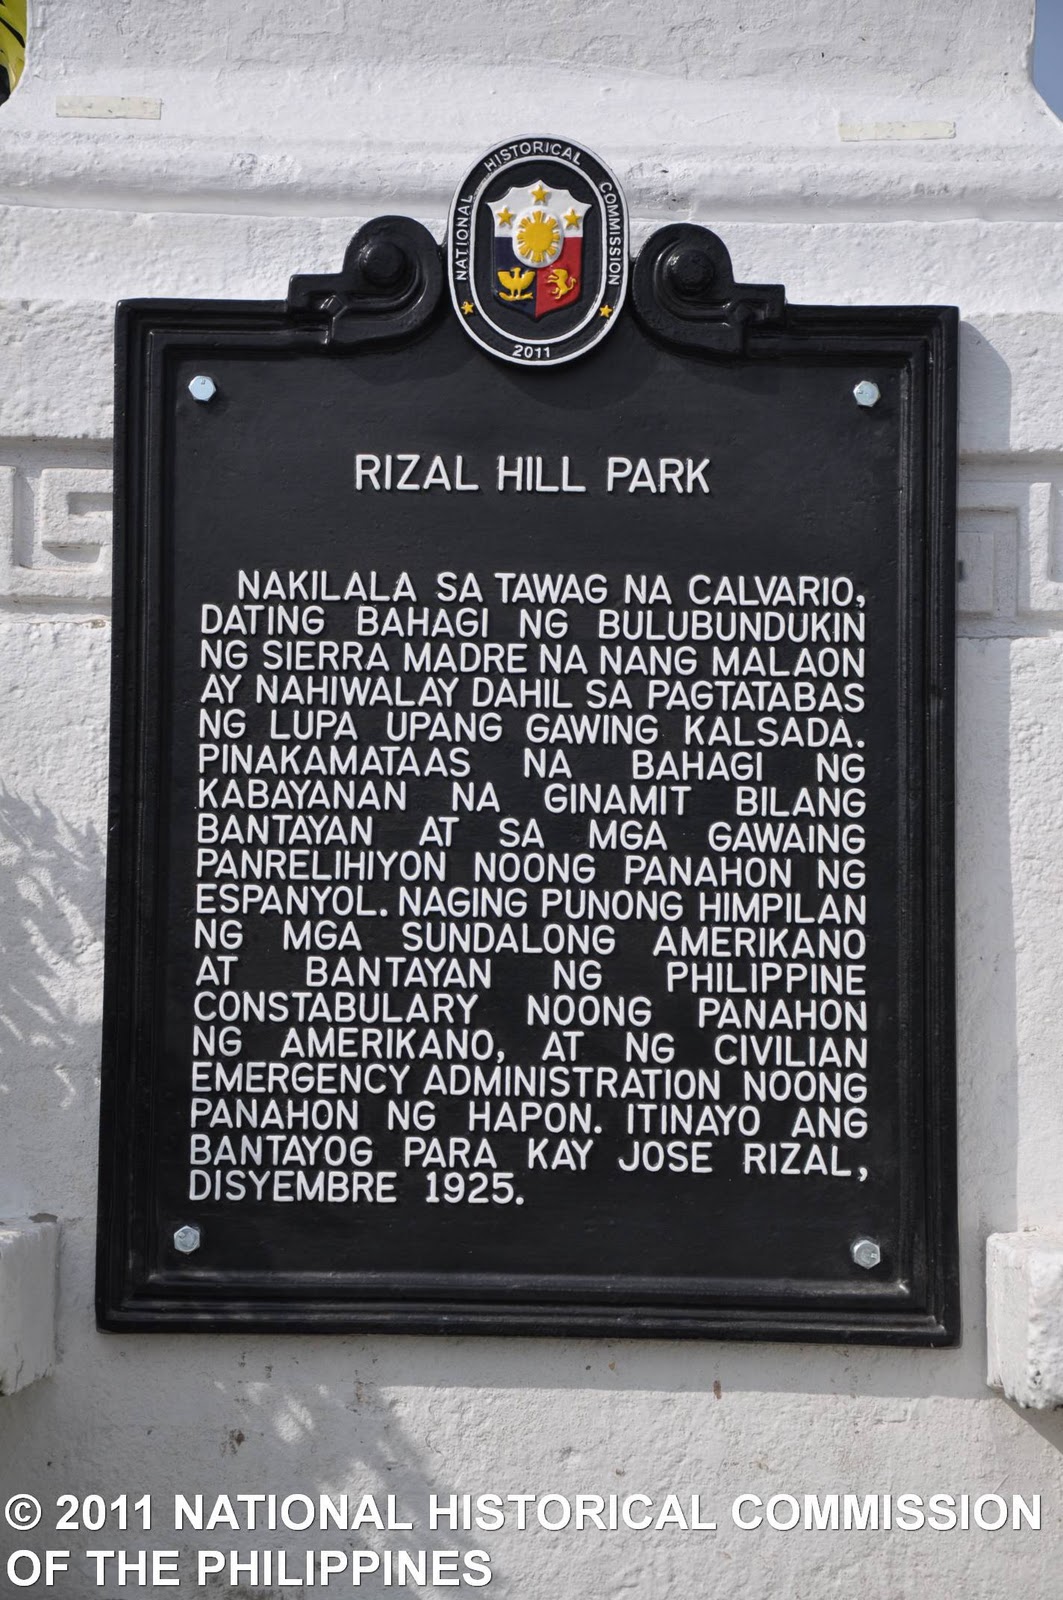 NATIONAL HISTORICAL COMMISSION
2011
RIZAL HILL PARK
NAKILALA SA TAWAG NA CALVARIO,
DATING BAHAGI NG BULUBUNDUKIN
NG SIERRA MADRE NA NANG MALAON
AY NAHIWALAY DAHIL SA PAGTATABAS
NG LUPA UPANG GAWING KALSADA.
PINAKAMATAAS NA BAHAGI NG
KABAYANAN NA GINAMIT BILANG
BANTAYAN AT SA MGA GAWAING
PANRELIHIYON NOONG PANAHON NG
ESPANYOL. NAGING PUNONG HIMPILAN
NG MGA SUNDALONG AMERIKANO
AT BANTAYAN NG PHILIPPINE
CONSTABULARY NOONG PANAHON
NG AMERIKANO, AT NG CIVILIAN
EMERGENCY ADMINISTRATION NOONG
PANAHON NG HAPON. ITINAYO ANG
BANTAYOG PARA KAY JOSE RIZAL,
DISYEMBRE 1925.
© 2011 NATIONAL HISTORICAL COMMISSION
OF THE PHILIPPINES